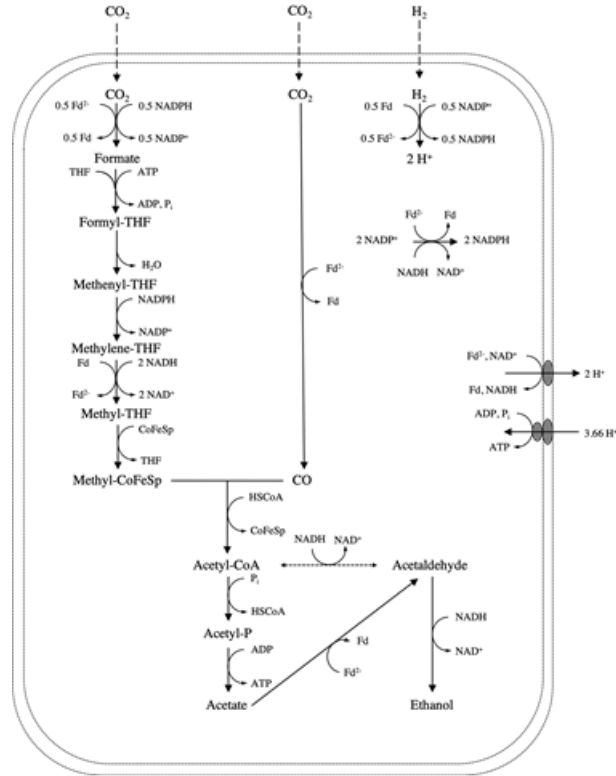 CO₂
CO₂
H₂
CO₂
CO₂
H₂
0.5 Fd²⁻
0.5 NADPH
0.5 Fd
0.5 NADP⁺
Formate
THF
ATP
ADP, Pᵢ
Formyl-THF
H₂O
Methenyl-THF
NADPH
NADP⁺
Methylene-THF
Fd
2 NADH
Fd²⁻
2 NAD⁺
Methyl-THF
CoFeSp
THF
Methyl-CoFeSp
Fd²⁻
Fd
CO
0.5 Fd
0.5 NADP⁺
0.5 Fd²⁻
0.5 NADPH
2 H⁺
Fd²⁻
Fd
2 NADP⁺
2 NADPH
NADH
NAD⁺
Fd²⁻, NAD⁺
2 H⁺
Fd, NADH
ADP, Pᵢ
3.66 H⁺
ATP
HSCoA
CoFeSp
Acetyl-CoA
NADH
NAD⁺
Acetaldehyde
Pᵢ
HSCoA
Acetyl-P
ADP
ATP
Acetate
Fd
Fd²⁻
NADH
NAD⁺
Ethanol